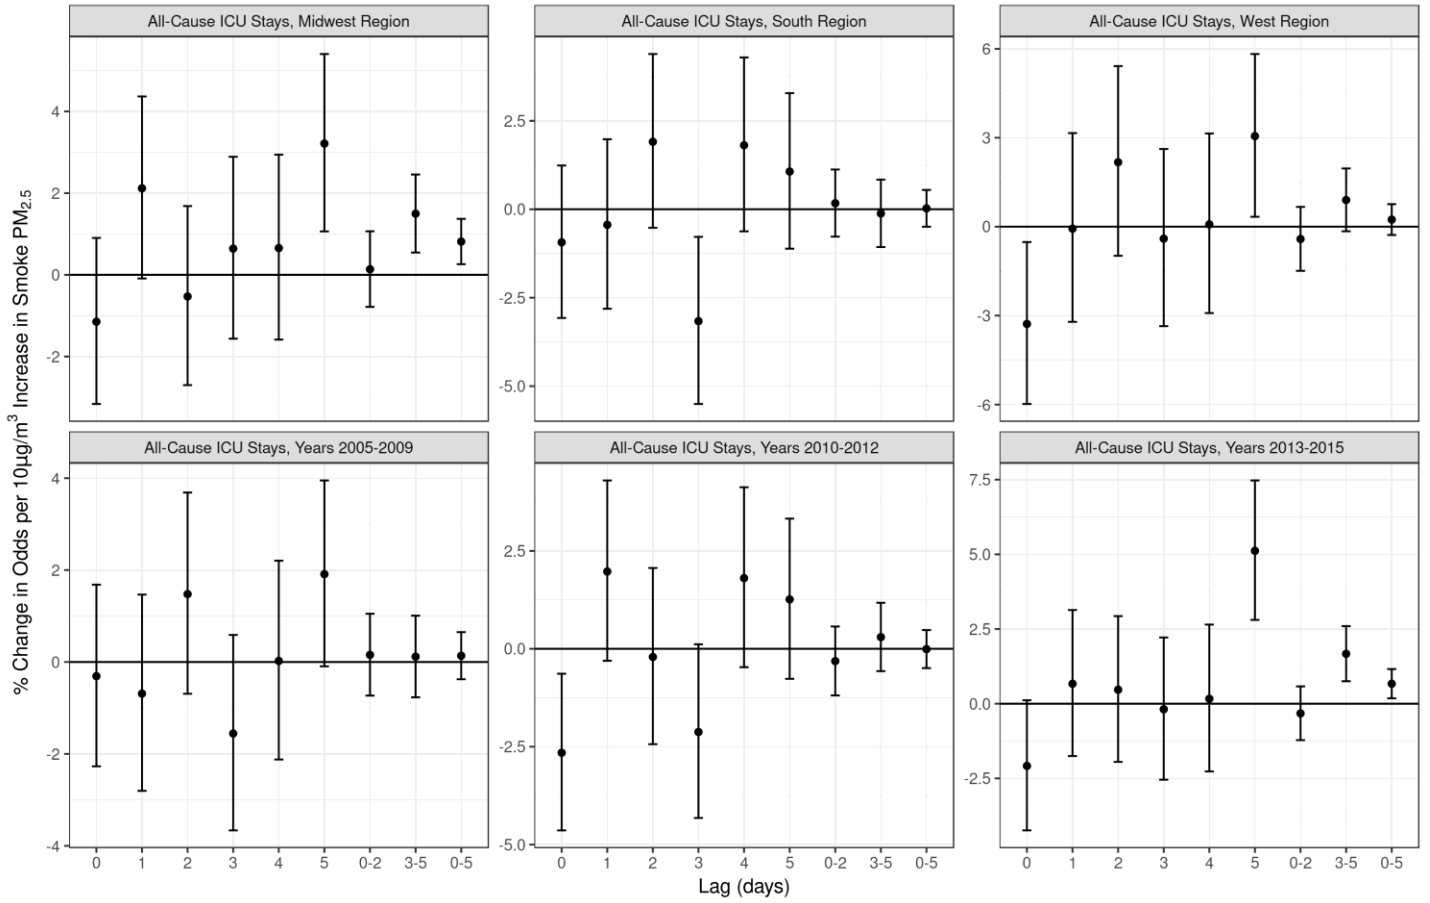 All-Cause ICU Stays, Midwest Region
All-Cause ICU Stays, South Region
All-Cause ICU Stays, West Region
% Change in Odds per 10µg/m³ Increase in Smoke PM₂.₅
4
2
0
-2
2.5
0.0
-2.5
-5.0
6
3
0
-3
-6
All-Cause ICU Stays, Years 2005-2009
All-Cause ICU Stays, Years 2010-2012
All-Cause ICU Stays, Years 2013-2015
4
2
0
-2
-4
2.5
0.0
-2.5
-5.0
7.5
5.0
2.5
0.0
-2.5
0 1 2 3 4 5 0-2 3-5 0-5
0 1 2 3 4 5 0-2 3-5 0-5
0 1 2 3 4 5 0-2 3-5 0-5
Lag (days)